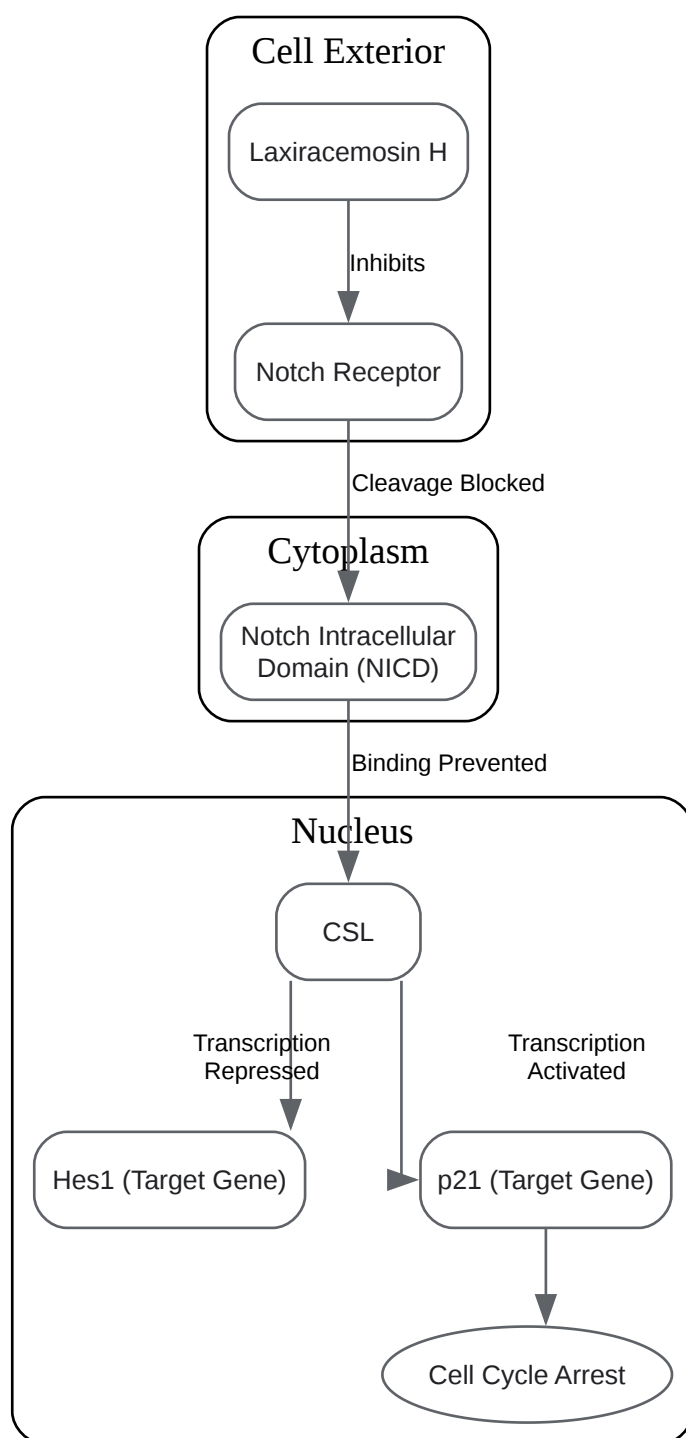 Cell Exterior
Laxiracemosin H
Inhibits
Notch Receptor
Cleavage Blocked
Cytoplasm
Notch Intracellular
Domain (NICD)
Binding Prevented
Nucleus
CSL
Transcription
Repressed
Transcription
Activated
Hes1 (Target Gene)
p21 (Target Gene)
Cell Cycle Arrest